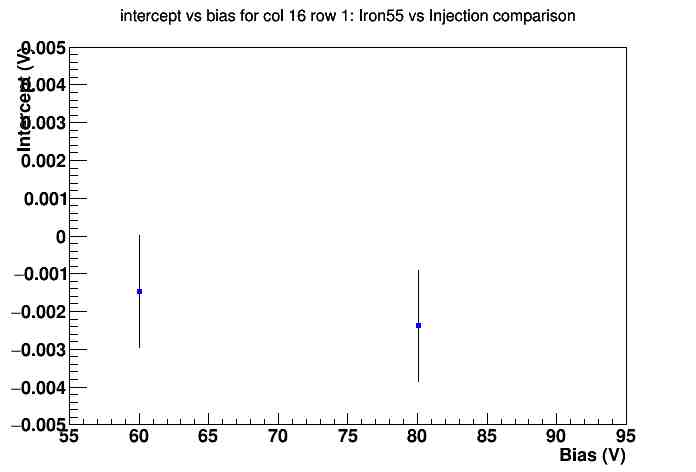 intercept vs bias for col 16 row 1: Iron55 vs Injection comparison
Intercept (V)
0.005
0.004
0.003
0.002
0.001
0
−0.001
−0.002
−0.003
−0.004
−0.005
55 60 65 70 75 80 85 90 95
Bias (V)